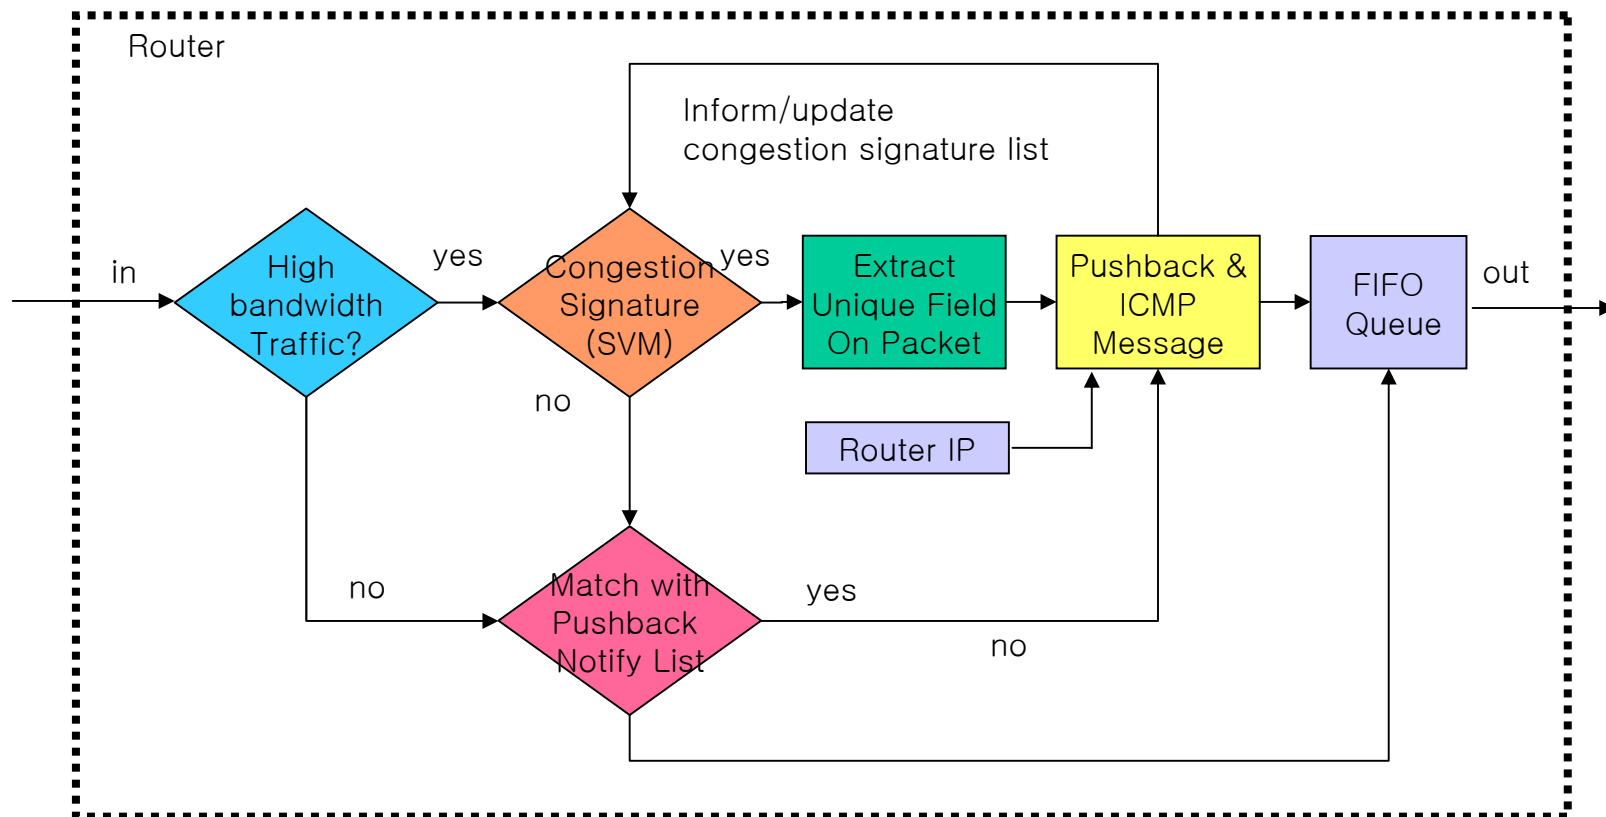 Router
Inform/update
congestion signature list
in
High
bandwidth
Traffic?
yes
Congestion
Signature
(SVM)
yes
Extract
Unique Field
On Packet
Pushback &
ICMP
Message
FIFO
Queue
out
no
Router IP
no
Match with
Pushback
Notify List
yes
no